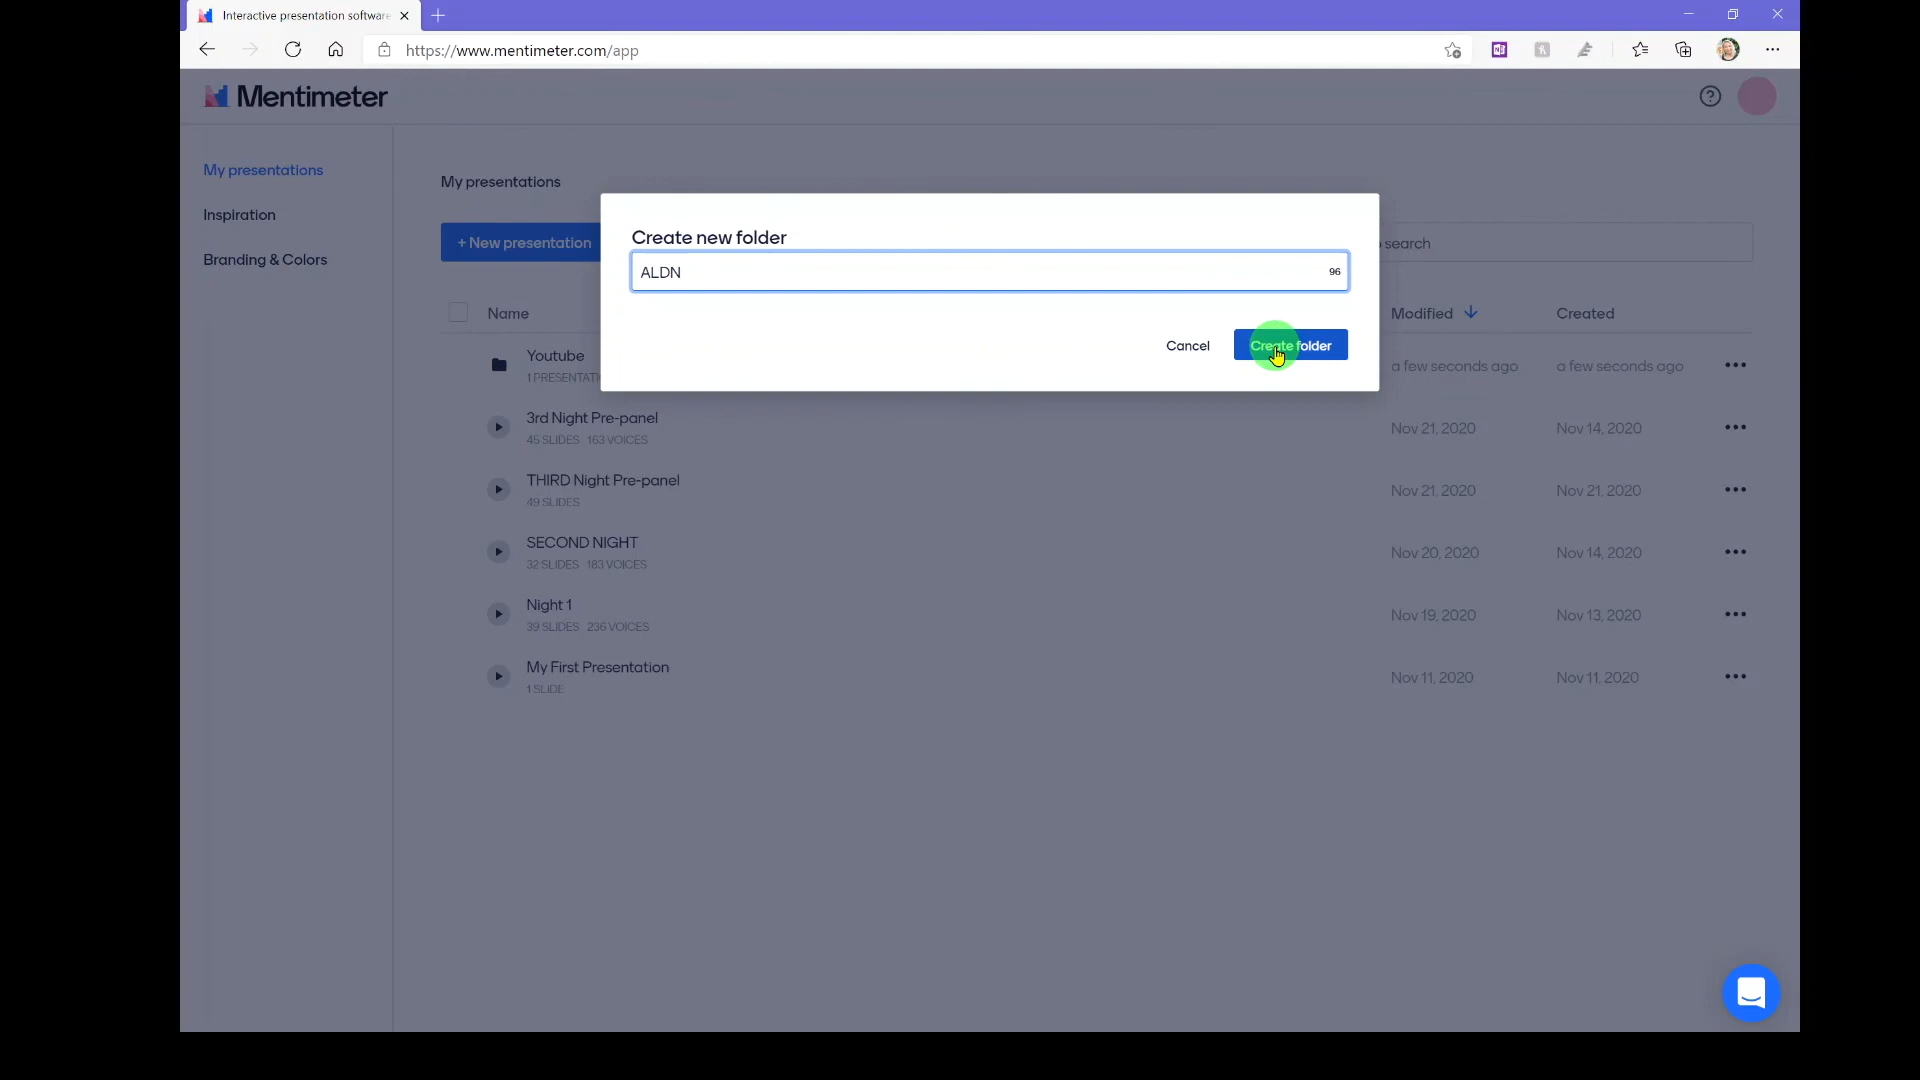 Interactive presentation software
https://www.mentimeter.com/app
Mentimeter
My presentations
Inspiration
Branding & Colors
My presentations
+ New presentation
search
Create new folder
ALDN
96
Cancel
Create folder
Name
Modified
Created
Youtube
1 PRESENTATI
a few seconds ago
a few seconds ago
3rd Night Pre-panel
45 SLIDES 163 VOICES
Nov 21, 2020
Nov 14, 2020
THIRD Night Pre-panel
49 SLIDES
Nov 21, 2020
Nov 21, 2020
SECOND NIGHT
32 SLIDES 183 VOICES
Nov 20, 2020
Nov 14, 2020
Night 1
39 SLIDES 236 VOICES
Nov 19, 2020
Nov 13, 2020
My First Presentation
1 SLIDE
Nov 11, 2020
Nov 11, 2020